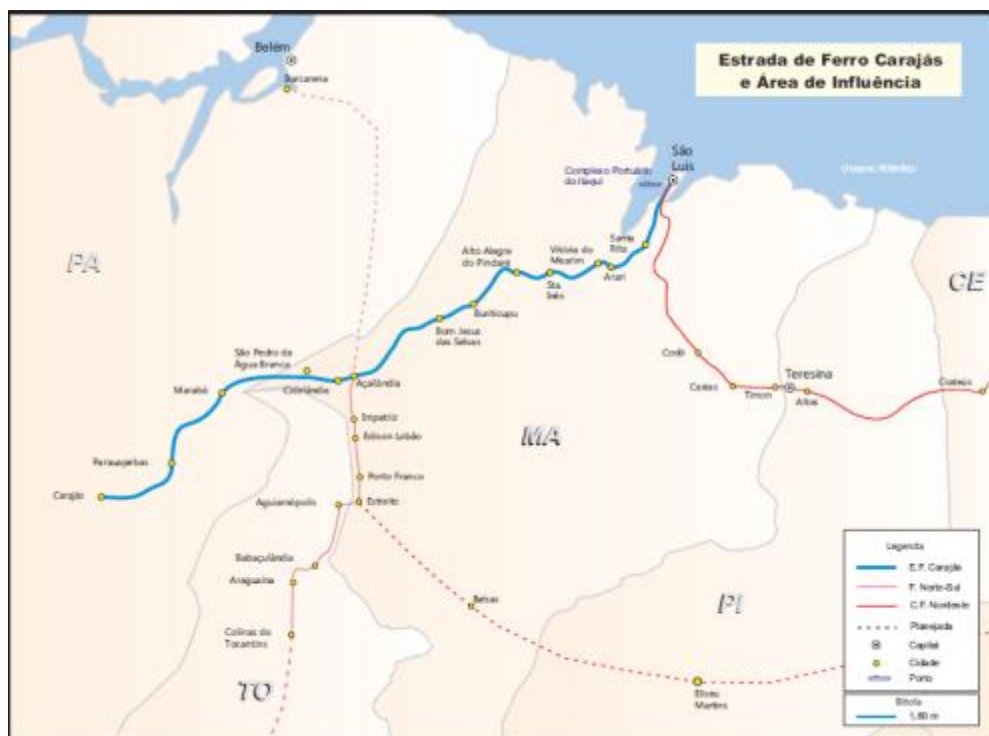 Estrada de Ferro Carajás
e Área de Influência
Belém
Barcarena
São
Luís
Complexo Portuário
do Itaqui
Oceano Atlântico
PA
CE
Santa
Rita
Alto Alegre
do Pindaré
Vitória do
Mearim
Arari
Sta.
Inês
Buriticupu
Bom Jesus
das Selvas
São Pedro da
Água Branca
Cidelândia
Açailândia
Marabá
Codó
Caxias
Timon
Teresina
Altos
Crateús
Imperatriz
Edison Lobão
MA
Parauapebas
Carajás
Porto Franco
Aguiarnópolis
Estreito
Babaçulândia
Araguaína
Balsas
PI
Colinas do
Tocantins
TO
Eliseu
Martins
Legenda
E.F. Carajás
F. Norte-Sul
C.F. Nordeste
Planejada
Capital
Cidade
Porto
Bitola
1,60 m